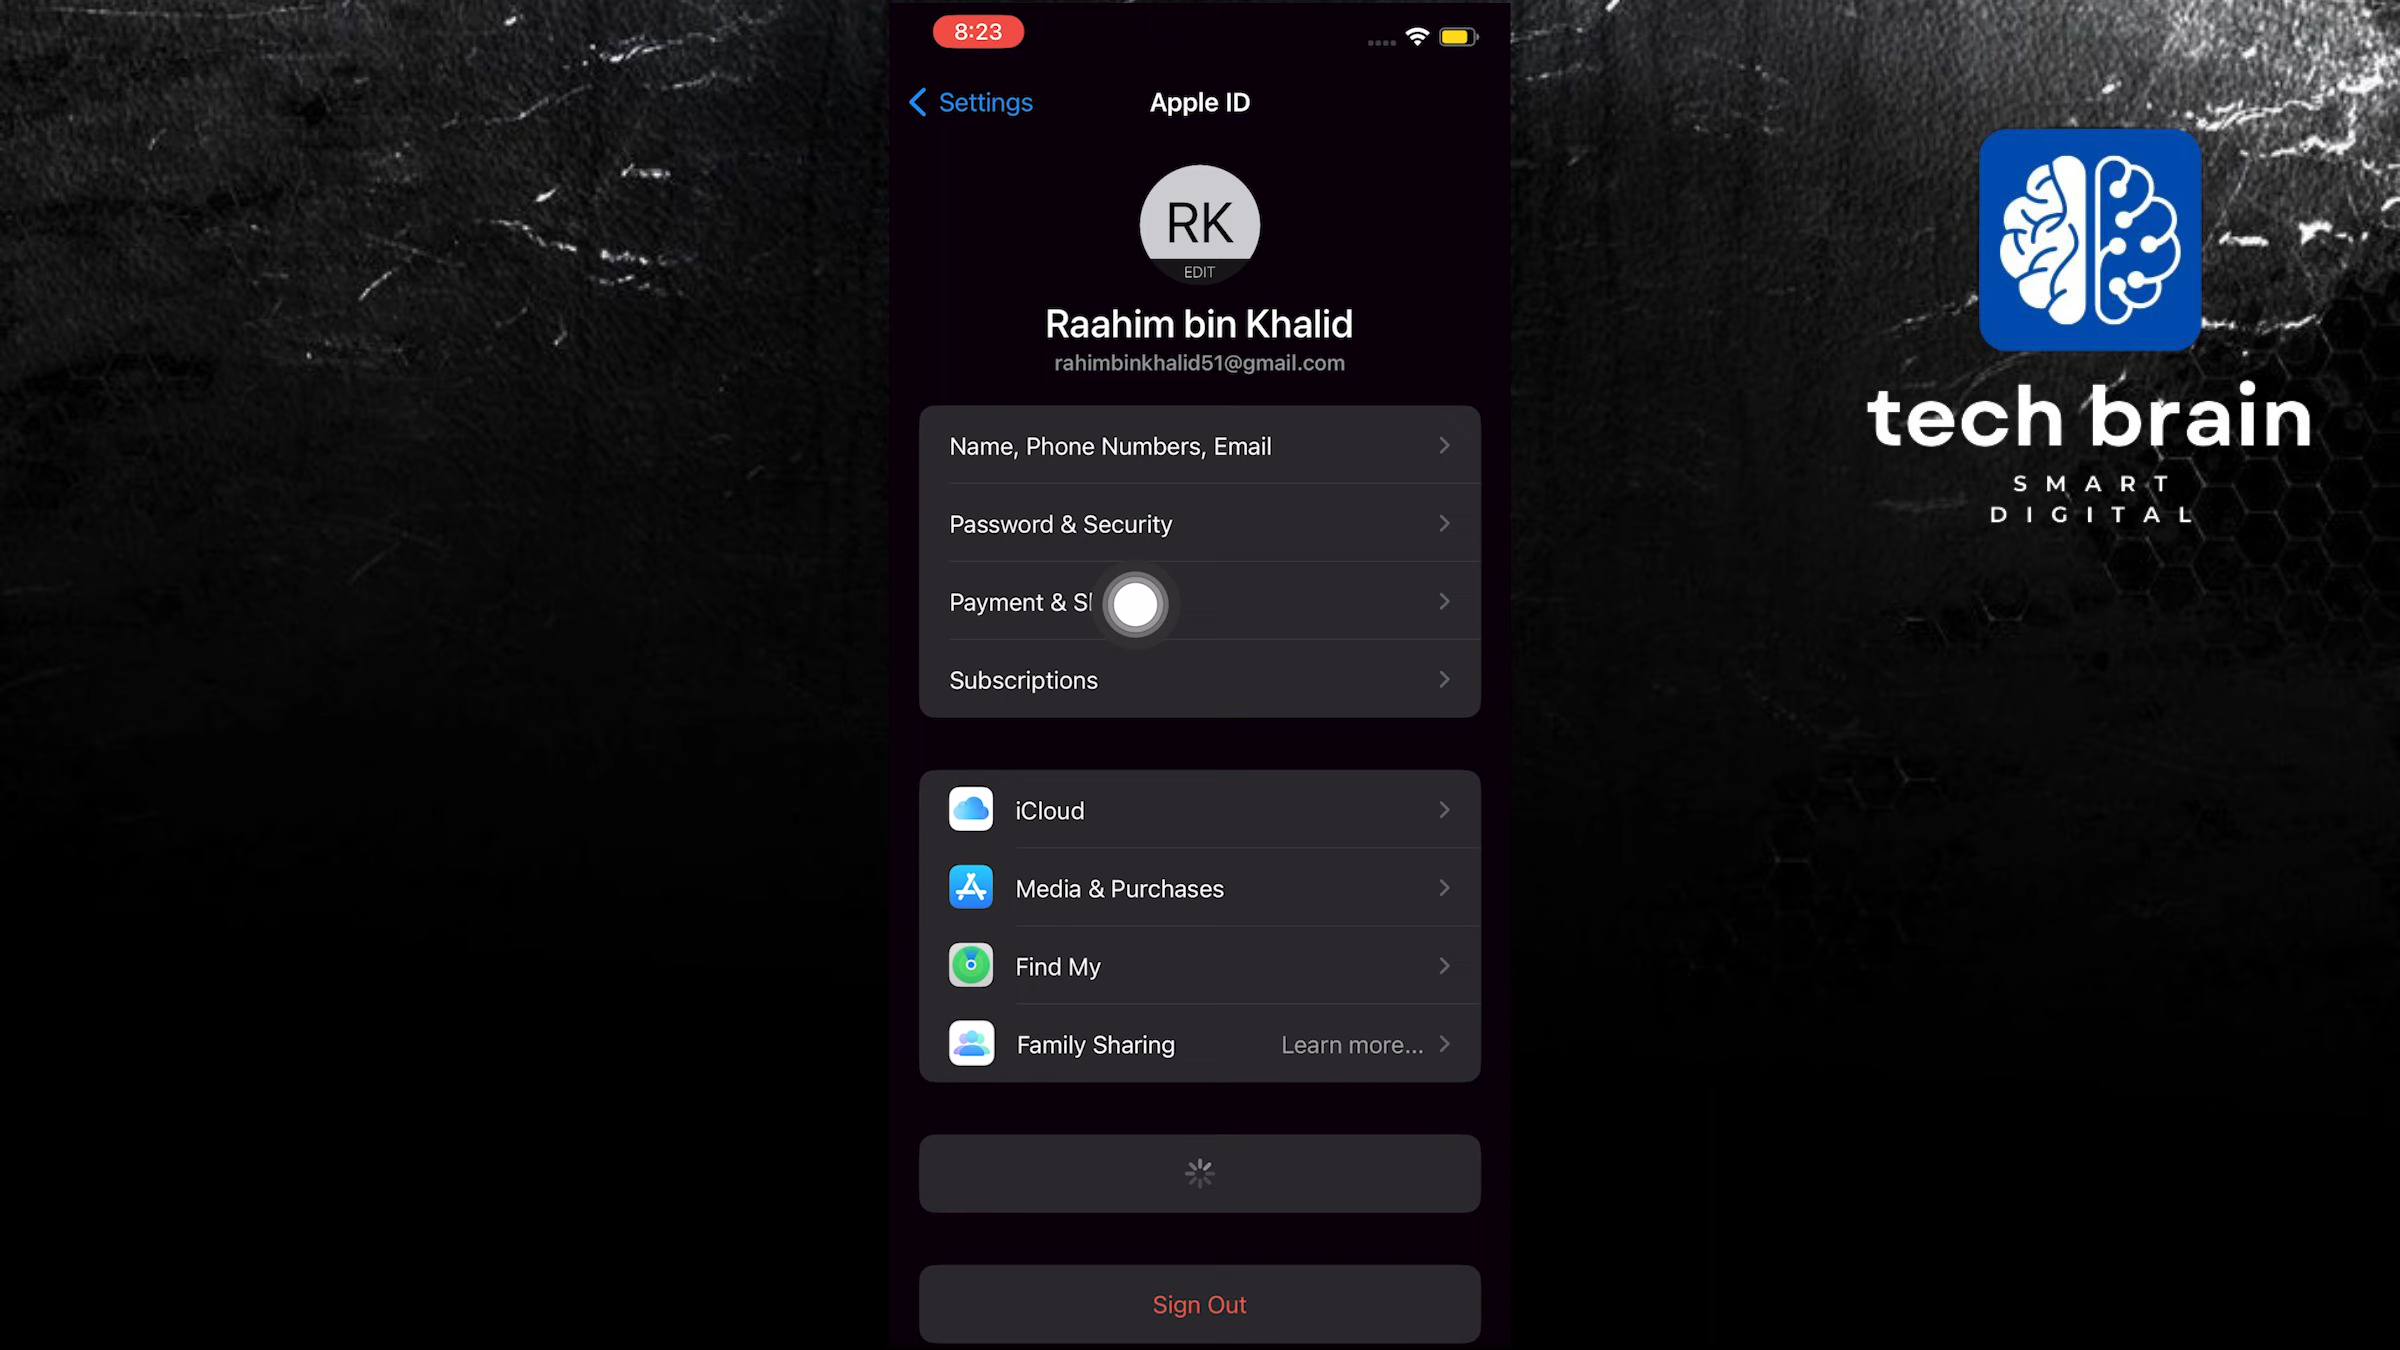 8:23
Settings
Apple ID
RK
EDIT
Raahim bin Khalid
rahimbinkhalid51@gmail.com
Name, Phone Numbers, Email
Password & Security
Payment &
Subscriptions
iCloud
Media & Purchases
Find My
Family Sharing Learn more...
Sign Out
tech brain
SMART
DIGITAL